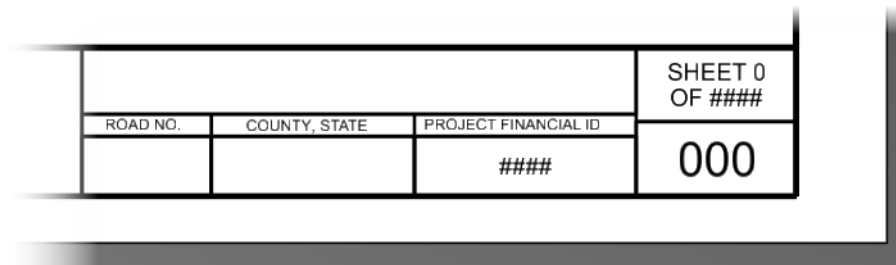 SHEET 0
OF ####
ROAD NO.
COUNTY, STATE
PROJECT FINANCIAL ID
####
000